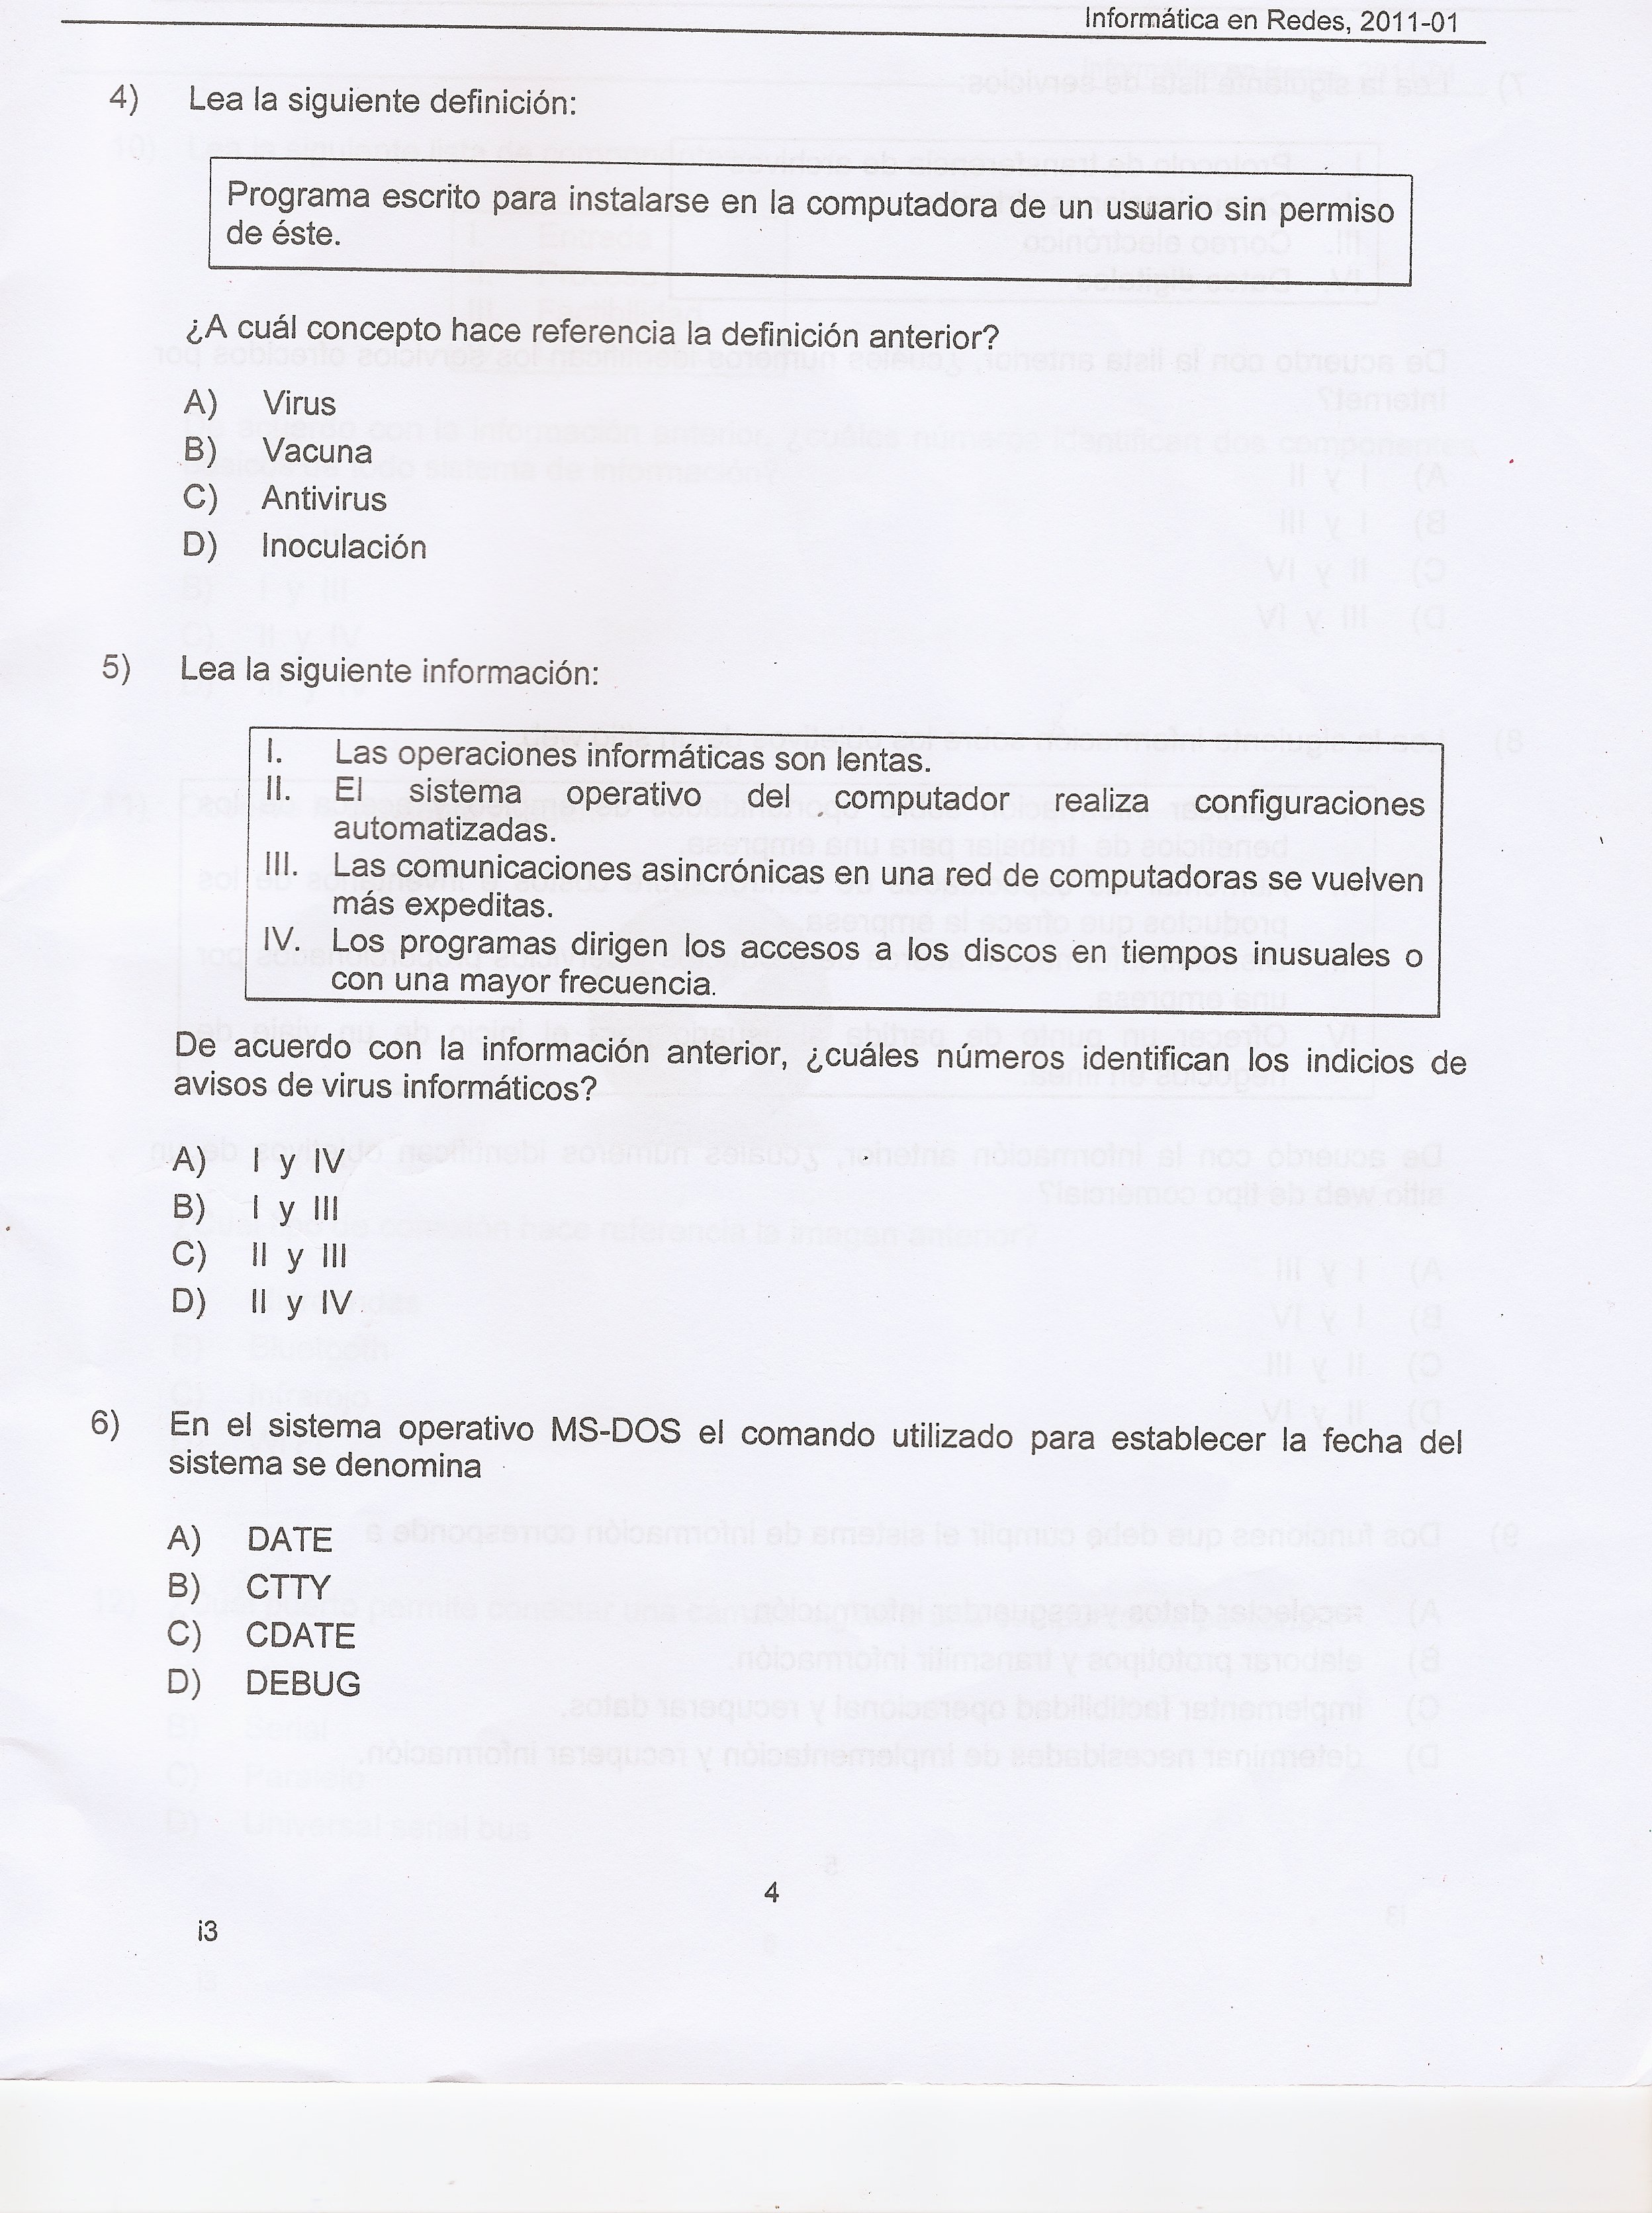 Informática en Redes, 2011-01
4) Lea la siguiente definición:
Programa escrito para instalarse en la computadora de un usuario sin permiso
de éste.
¿A cuál concepto hace referencia la definición anterior?
A) Virus
B) Vacuna
C) Antivirus
D) Inoculación
5) Lea la siguiente información:
I. Las operaciones informáticas son lentas.
II. El sistema operativo del computador realiza configuraciones
automatizadas.
III. Las comunicaciones asincrónicas en una red de computadoras se vuelven
más expeditas.
IV. Los programas dirigen los accesos a los discos en tiempos inusuales o
con una mayor frecuencia.
De acuerdo con la información anterior, ¿cuáles números identifican los indicios de
avisos de virus informáticos?
A) I y IV
B) I y III
C) II y III
D) II y IV
6) En el sistema operativo MS-DOS el comando utilizado para establecer la fecha del
sistema se denomina
A) DATE
B) CTTY
C) CDATE
D) DEBUG
4
i3